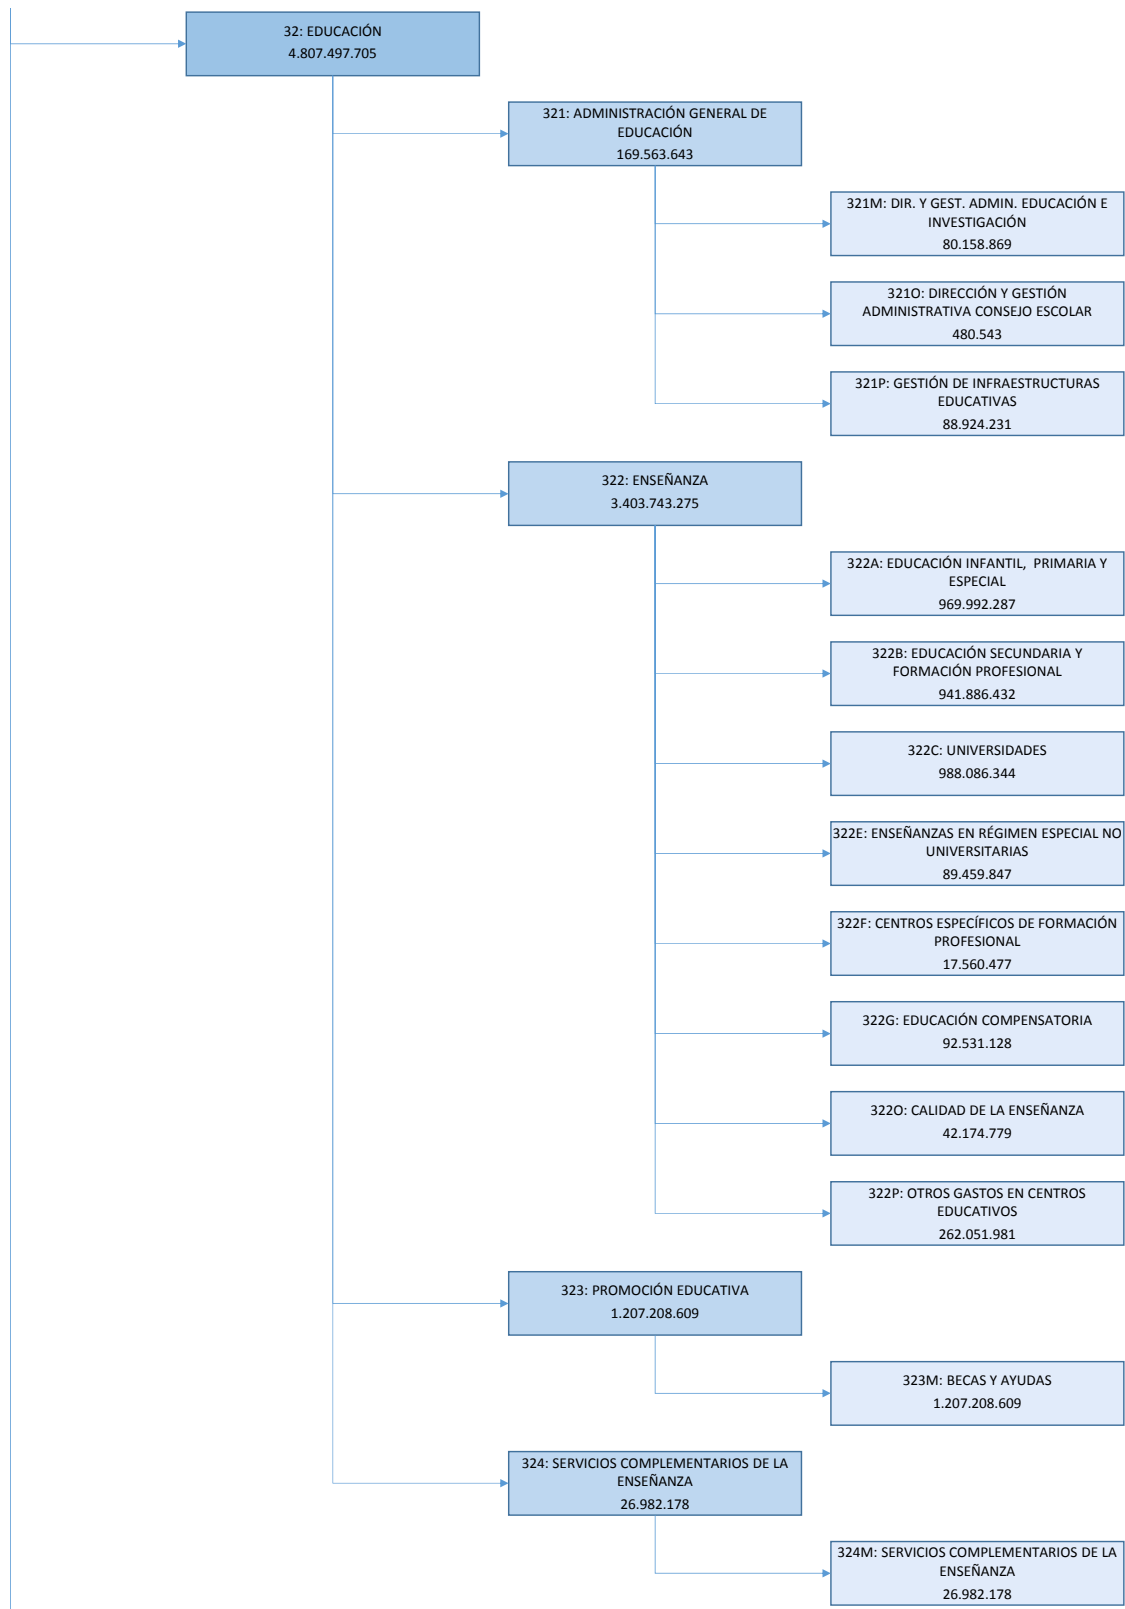 32: EDUCACIÓN
4.807.497.705
321: ADMINISTRACIÓN GENERAL DE
EDUCACIÓN
169.563.643
321M: DIR. Y GEST. ADMIN. EDUCACIÓN E
INVESTIGACIÓN
80.158.869
321O: DIRECCIÓN Y GESTIÓN
ADMINISTRATIVA CONSEJO ESCOLAR
480.543
321P: GESTIÓN DE INFRAESTRUCTURAS
EDUCATIVAS
88.924.231
322: ENSEÑANZA
3.403.743.275
322A: EDUCACIÓN INFANTIL, PRIMARIA Y
ESPECIAL
969.992.287
322B: EDUCACIÓN SECUNDARIA Y
FORMACIÓN PROFESIONAL
941.886.432
322C: UNIVERSIDADES
988.086.344
322E: ENSEÑANZAS EN RÉGIMEN ESPECIAL NO
UNIVERSITARIAS
89.459.847
322F: CENTROS ESPECÍFICOS DE FORMACIÓN
PROFESIONAL
17.560.477
322G: EDUCACIÓN COMPENSATORIA
92.531.128
322O: CALIDAD DE LA ENSEÑANZA
42.174.779
322P: OTROS GASTOS EN CENTROS
EDUCATIVOS
262.051.981
323: PROMOCIÓN EDUCATIVA
1.207.208.609
323M: BECAS Y AYUDAS
1.207.208.609
324: SERVICIOS COMPLEMENTARIOS DE LA
ENSEÑANZA
26.982.178
324M: SERVICIOS COMPLEMENTARIOS DE LA
ENSEÑANZA
26.982.178